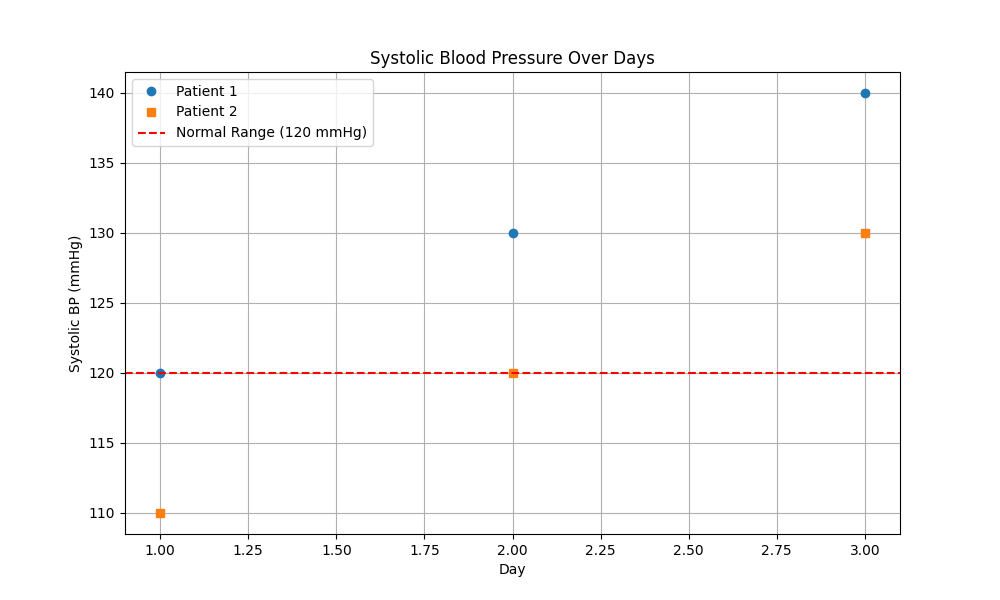 Systolic Blood Pressure Over Days
Patient 1
Patient 2
Normal Range (120 mmHg)
Systolic BP (mmHg)
140
135
130
125
120
115
110
1.00 1.25 1.50 1.75 2.00 2.25 2.50 2.75 3.00
Day